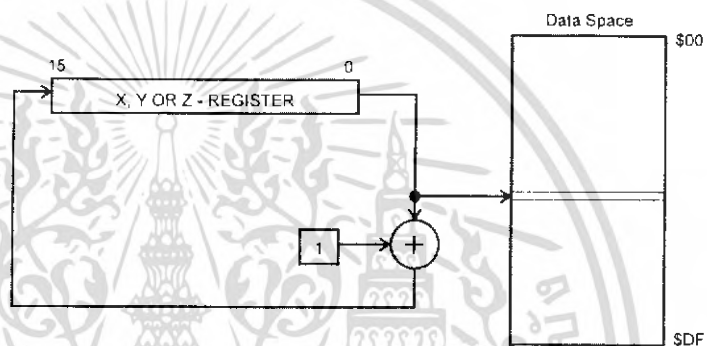 Data Space
$00
15 0
X, Y OR Z - REGISTER
1
+
$DF